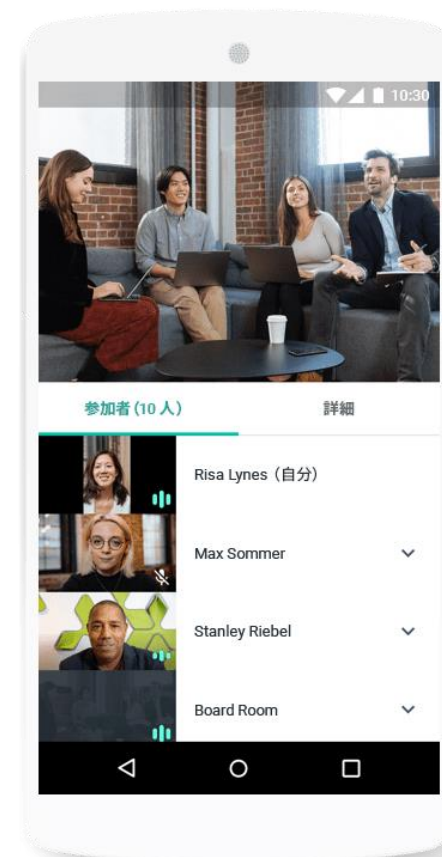 10:30
参加者 (10 人)
詳細
Risa Lynes (自分)
Max Sommer
Stanley Riebel
Board Room